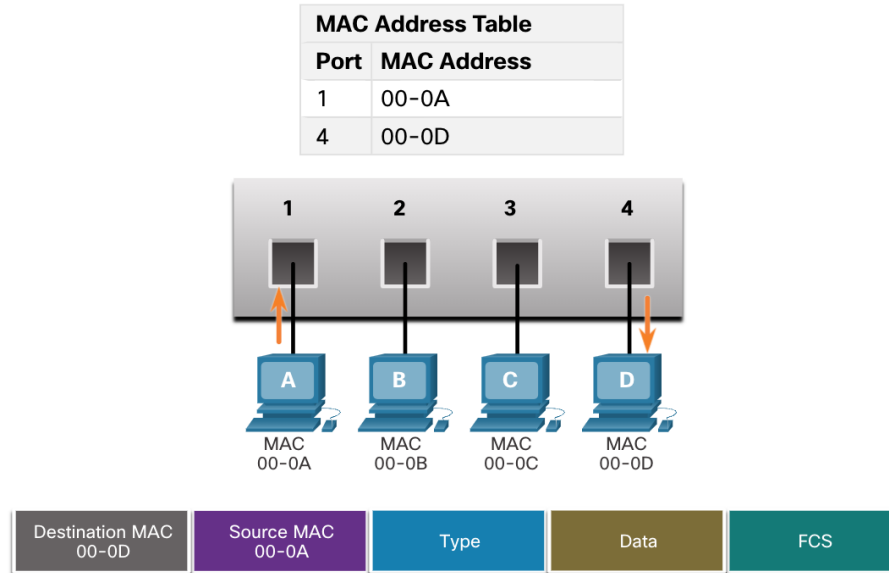 MAC Address Table
Port MAC Address
1 00-0A
4 00-0D
1 2 3 4
A B C D
MAC MAC MAC MAC
00-0A 00-0B 00-0C 00-0D
Destination MAC Source MAC Type Data FCS
00-0D 00-0A